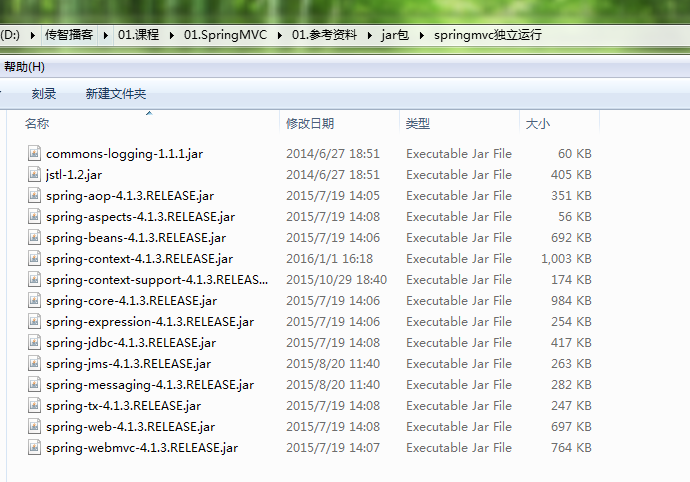 (D:) 传智播客 01.课程 01.SpringMVC 01.参考资料 jar包 springmvc独立运行
帮助(H)
刻录 新建文件夹
名称 修改日期 类型 大小
commons-logging-1.1.1.jar 2014/6/27 18:51 Executable Jar File 60 KB
jstl-1.2.jar 2014/6/27 18:51 Executable Jar File 405 KB
spring-aop-4.1.3.RELEASE.jar 2015/7/19 14:05 Executable Jar File 351 KB
spring-aspects-4.1.3.RELEASE.jar 2015/7/19 14:08 Executable Jar File 56 KB
spring-beans-4.1.3.RELEASE.jar 2015/7/19 14:06 Executable Jar File 692 KB
spring-context-4.1.3.RELEASE.jar 2016/1/1 16:18 Executable Jar File 1,003 KB
spring-context-support-4.1.3.RELEAS... 2015/10/29 18:40 Executable Jar File 174 KB
spring-core-4.1.3.RELEASE.jar 2015/7/19 14:06 Executable Jar File 984 KB
spring-expression-4.1.3.RELEASE.jar 2015/7/19 14:06 Executable Jar File 254 KB
spring-jdbc-4.1.3.RELEASE.jar 2015/7/19 14:08 Executable Jar File 417 KB
spring-jms-4.1.3.RELEASE.jar 2015/8/20 11:40 Executable Jar File 263 KB
spring-messaging-4.1.3.RELEASE.jar 2015/8/20 11:40 Executable Jar File 282 KB
spring-tx-4.1.3.RELEASE.jar 2015/7/19 14:08 Executable Jar File 247 KB
spring-web-4.1.3.RELEASE.jar 2015/7/19 14:08 Executable Jar File 697 KB
spring-webmvc-4.1.3.RELEASE.jar 2015/7/19 14:07 Executable Jar File 764 KB